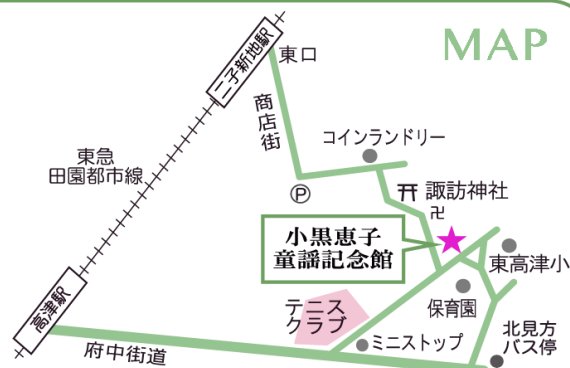 MAP
二子新地駅
東口
商店街
コインランドリー
東急
田園都市線
Ⓟ
諏訪神社
卍
小黒恵子
童謡記念館
東高津小
高津駅
テニス
クラブ
保育園
北見方
バス停
ミニストップ
府中街道